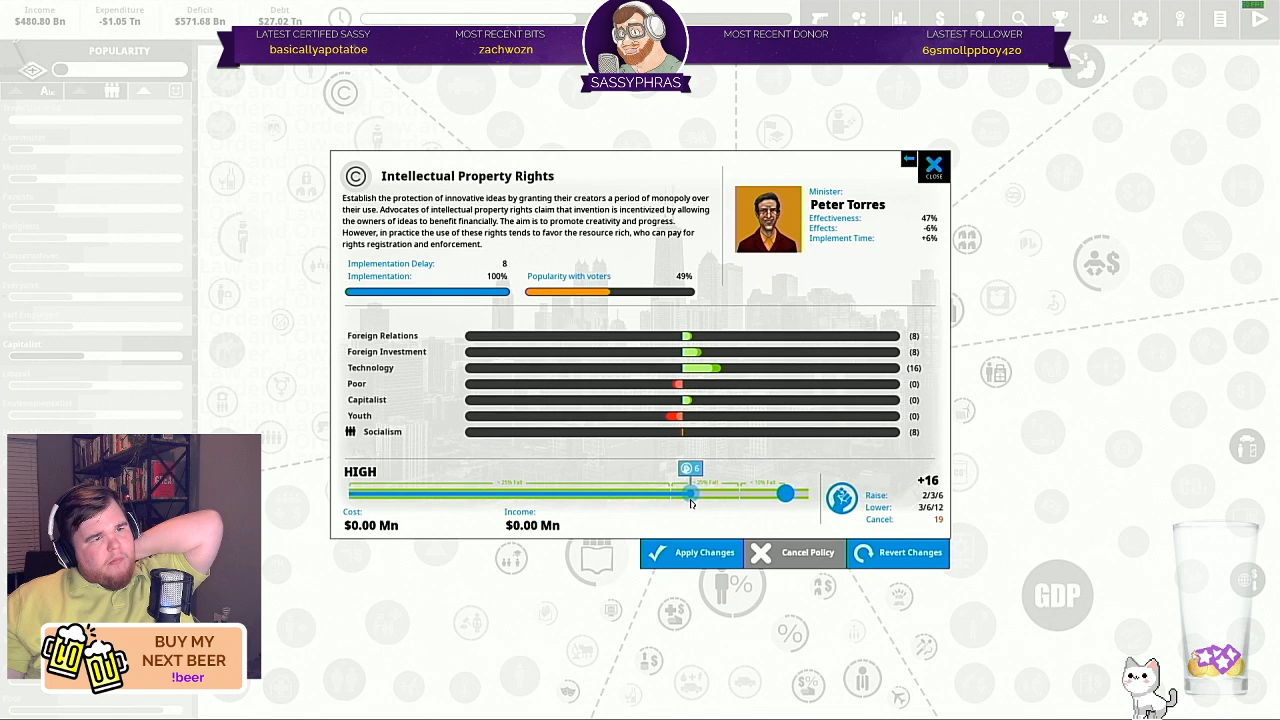 Income
$480.80 Bn
Expenditure
-$1.05 Tn
Deficit
$571.68 Bn
Debt
$27.02 Tn
LATEST CERTIFED SASSY
basicallyapotatoe
MOST RECENT BITS
zachwozn
MOST RECENT DONOR
LASTEST FOLLOWER
69smollppboy420
SASSYPHRAS
POPULARITY
Intellectual Property Rights
CLOSE
Establish the protection of innovative ideas by granting their creators a period of monopoly over
their use. Advocates of intellectual property rights claim that invention is incentivized by allowing
the owners of ideas to benefit financially. The aim is to promote creativity and progress.
However, in practice the use of these rights tends to favor the resource rich, who can pay for
rights registration and enforcement.
Minister:
Peter Torres
Effectiveness: 47%
Effects: -6%
Implement Time: +6%
Implementation Delay: 8
Implementation: 100%
Popularity with voters 49%
Foreign Relations (8)
Foreign Investment (8)
Technology (16)
Poor (0)
Capitalist (0)
Youth (0)
Socialism (8)
Capitalist
HIGH
6
+16
Raise: 2/3/6
Lower: 3/6/12
Cancel: 19
Cost:
$0.00 Mn
Income:
$0.00 Mn
Apply Changes
Cancel Policy
Revert Changes
GDP
BUY MY
NEXT BEER
!beer